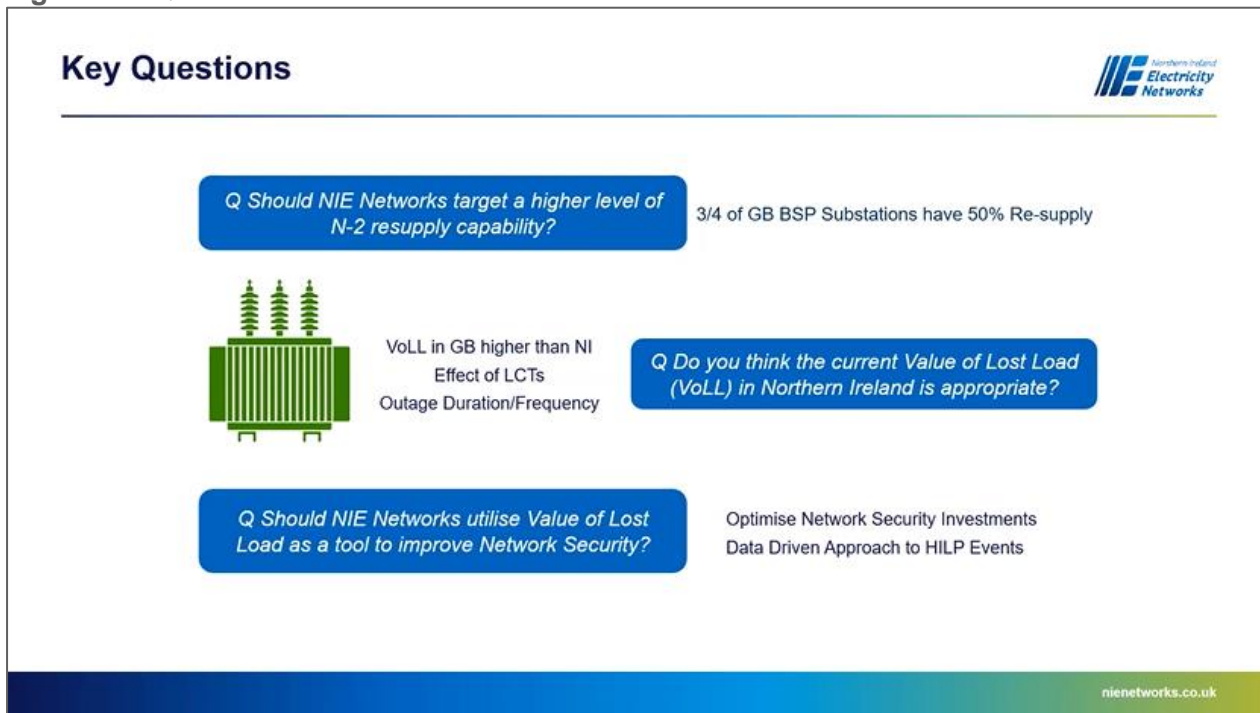 Key Questions
Northern Ireland
Electricity
Networks
Q Should NIE Networks target a higher level of
N-2 resupply capability?
3/4 of GB BSP Substations have 50% Re-supply
VoLL in GB higher than NI
Effect of LCTs
Outage Duration/Frequency
Q Do you think the current Value of Lost Load
(VoLL) in Northern Ireland is appropriate?
Q Should NIE Networks utilise Value of Lost
Load as a tool to improve Network Security?
Optimise Network Security Investments
Data Driven Approach to HILP Events
nienetworks.co.uk